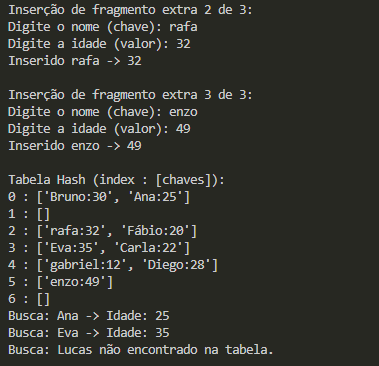 Inserção de fragmento extra 2 de 3:
Digite o nome (chave): rafa
Digite a idade (valor): 32
Inserido rafa -> 32
Inserção de fragmento extra 3 de 3:
Digite o nome (chave): enzo
Digite a idade (valor): 49
Inserido enzo -> 49
Tabela Hash (index : [chaves]):
0 : ['Bruno:30', 'Ana:25']
1 : []
2 : ['rafa:32', 'Fábio:20']
3 : ['Eva:35', 'Carla:22']
4 : ['gabriel:12', 'Diego:28']
5 : ['enzo:49']
6 : []
Busca: Ana -> Idade: 25
Busca: Eva -> Idade: 35
Busca: Lucas não encontrado na tabela.